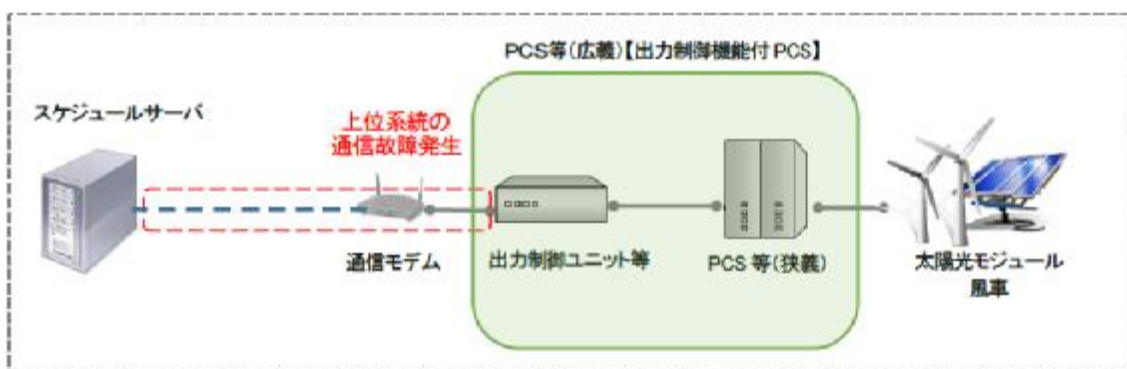 PCS等(広義)【出力制御機能付PCS】
スケジュールサーバ
上位系統の
通信故障発生
通信モデム
出力制御ユニット等
PCS 等(狭義)
太陽光モジュール
風車